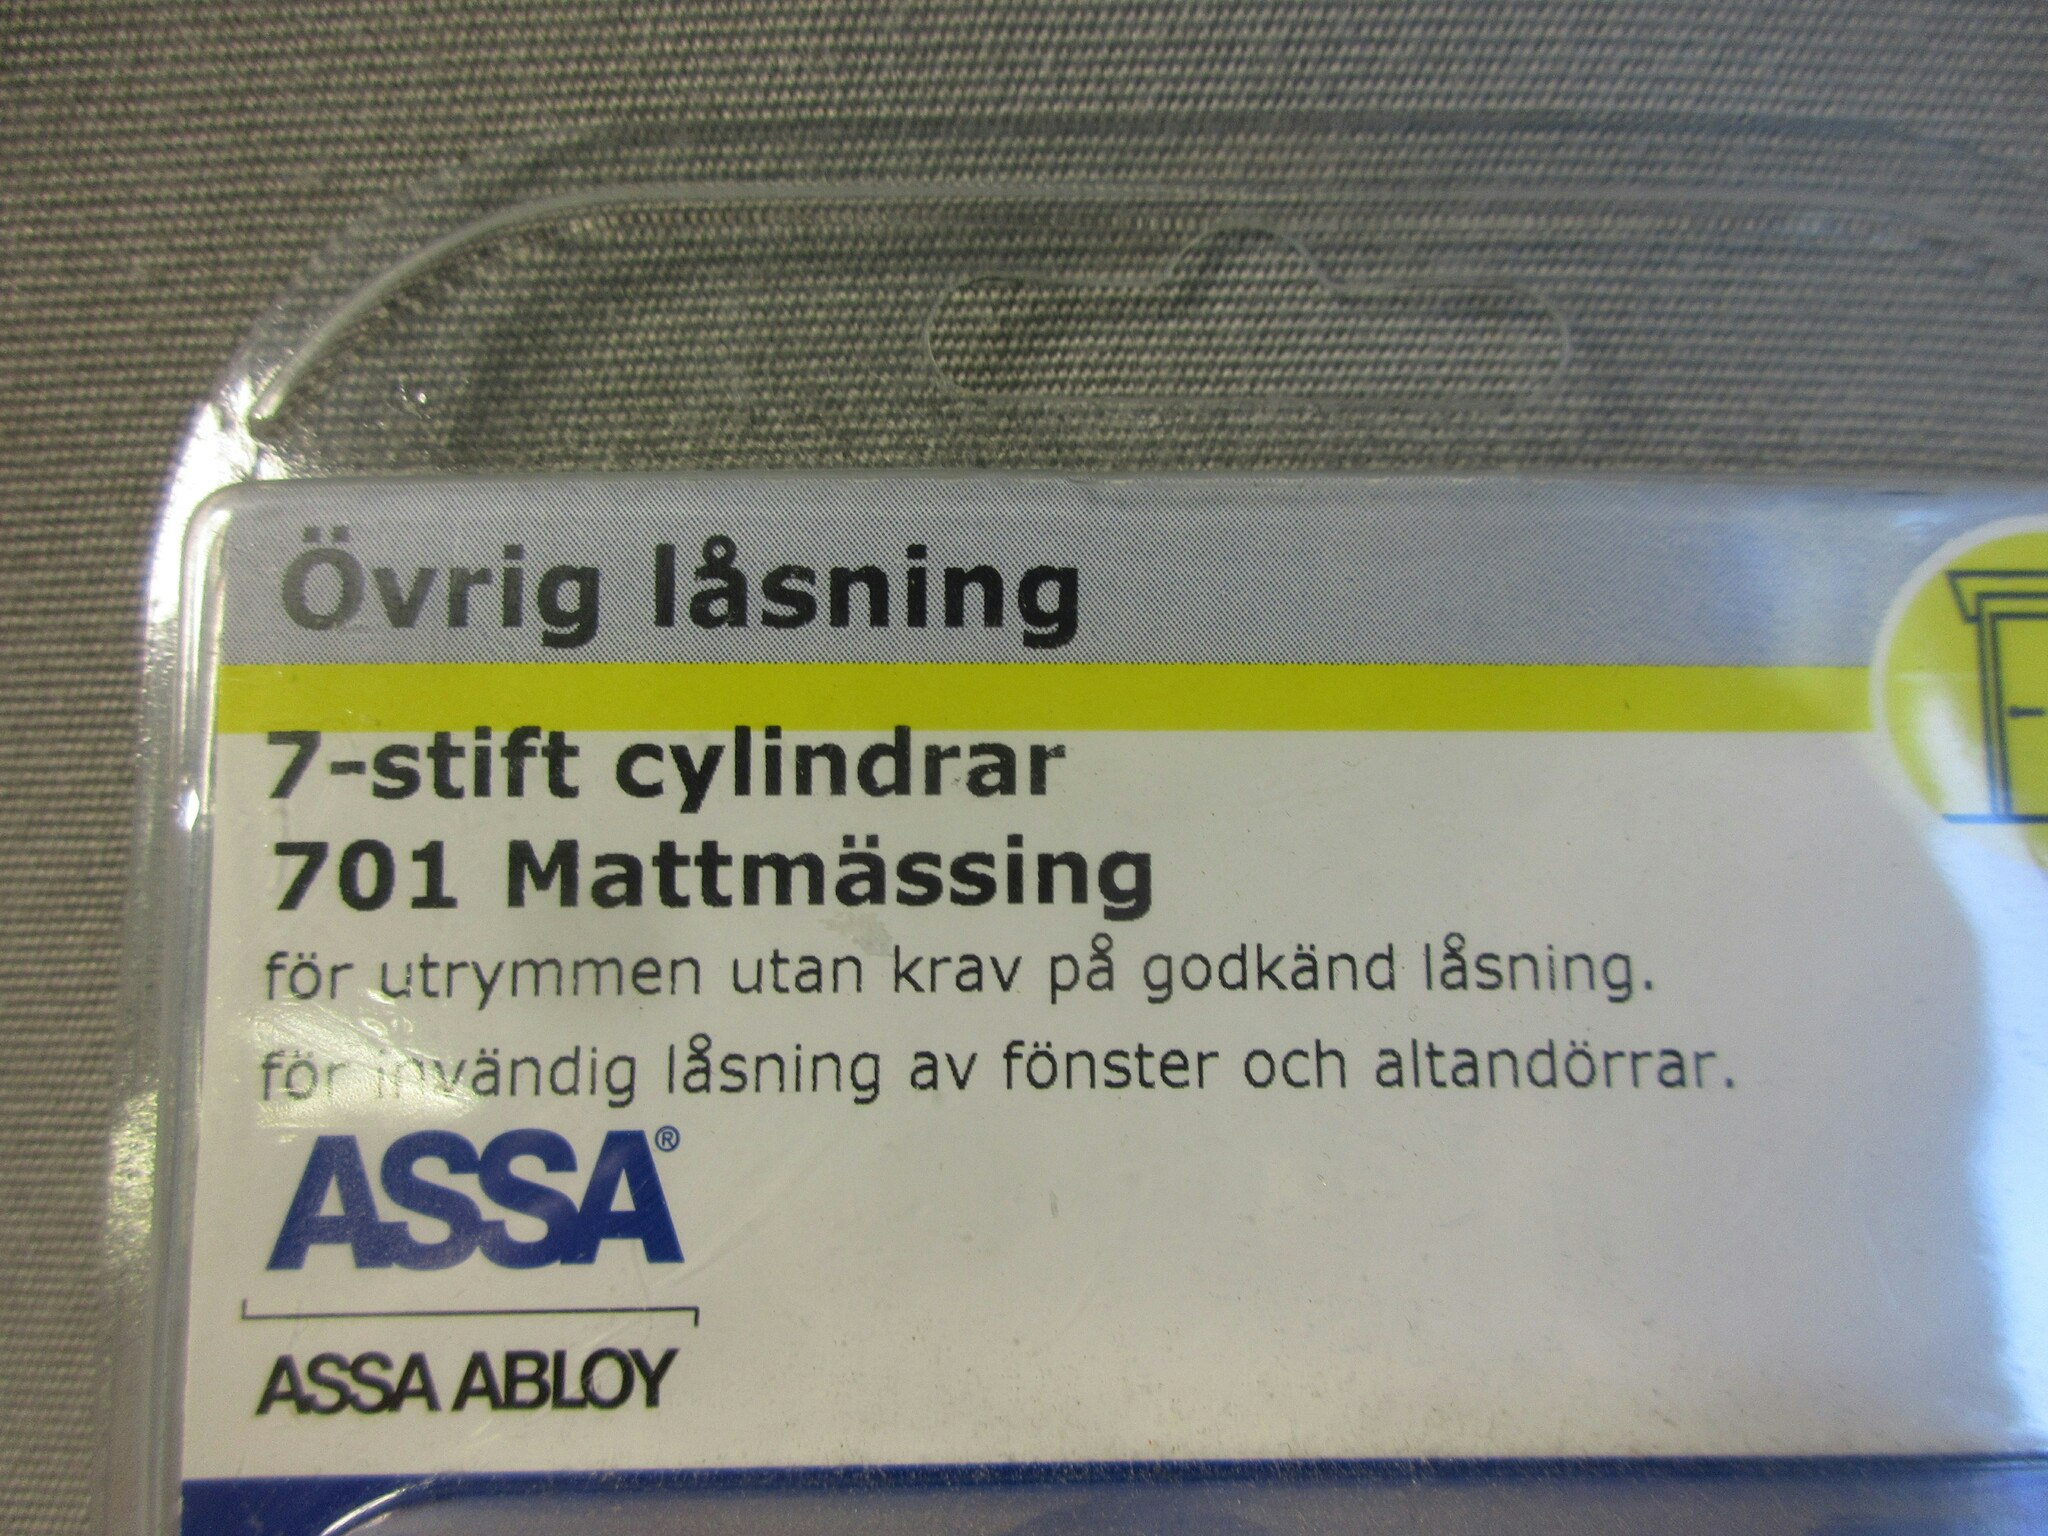 Övrig låsning
7-stift cylindrar
701 Mattmässing
för utrymmen utan krav på godkänd låsning.
för invändig låsning av fönster och altandörrar.
ASSA®
ASSA ABLOY